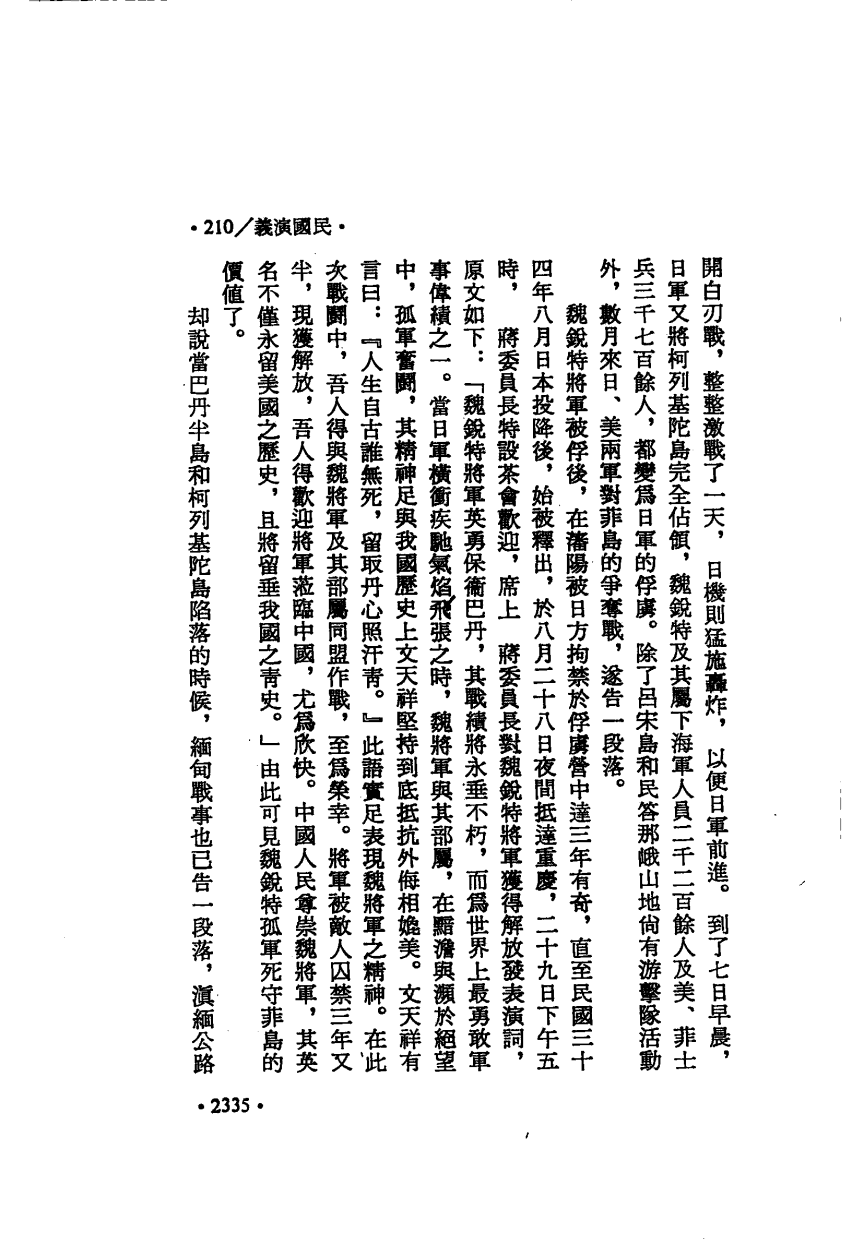 •210／義演國民•
開白刃戰，整整激戰了一天，日機則猛施轟炸，以便日軍前進。到了七日早晨，
日軍又將柯列基陀島完全佔領，魏銳特及其屬下海軍人員二千二百餘人及美、菲士
兵三千七百餘人，都變爲日軍的俘虜。除了呂宋島和民答那峨山地尙有游擊隊活動
外，數月來日、美兩軍對菲島的爭奪戰，遂告一段落。
魏銳特將軍被俘後，在瀋陽被日方拘禁於俘虜營中達三年有奇，直至民國三十
四年八月日本投降後，始被釋出，於八月二十八日夜間抵達重慶，二十九日下午五
時，　蔣委員長特設茶會歡迎，席上　蔣委員長對魏銳特將軍獲得解放發表演詞，
原文如下：「魏銳特將軍英勇保衞巴丹，其戰績將永垂不朽，而爲世界上最勇敢軍
事偉績之一。當日軍橫衝疾馳氣焰飛張之時，魏將軍與其部屬，在黯澹與瀕於絕望
中，孤軍奮鬪，其精神足與我國歷史上文天祥堅持到底抵抗外侮相媲美。文天祥有
言曰：『人生自古誰無死，留取丹心照汗靑。』此語實足表現魏將軍之精神。在此
次戰鬪中，吾人得與魏將軍及其部屬同盟作戰，至爲榮幸。將軍被敵人囚禁三年又
半，現獲解放，吾人得歡迎將軍蒞臨中國，尤爲欣快。中國人民尊崇魏將軍，其英
名不僅永留美國之歷史，且將留垂我國之靑史。」由此可見魏銳特孤軍死守菲島的
價値了。
却說當巴丹半島和柯列基陀島陷落的時候，緬甸戰事也已告一段落，滇緬公路
•2335•